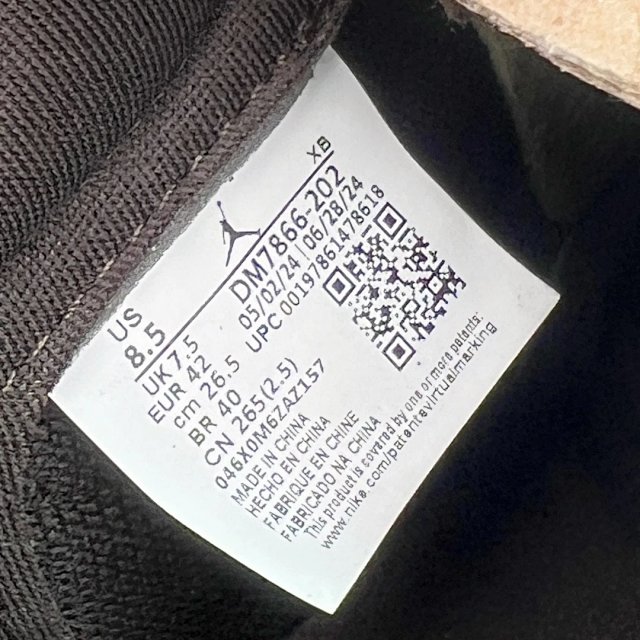 XB
US
8.5
DM7866-202
UK 7.5
05/02/24 | 06/28/24
EUR 42
UPC 00197861478618
cm 26.5
BR 40
CN 265(2.5)
046X0M6ZAZ157
MADE IN CHINA
HECHO EN CHINA
FABRIQUE EN CHINE
FABRICADO NA CHINA
This product is covered by one or more patents:
www.nike.com/patentsvirtualmarking